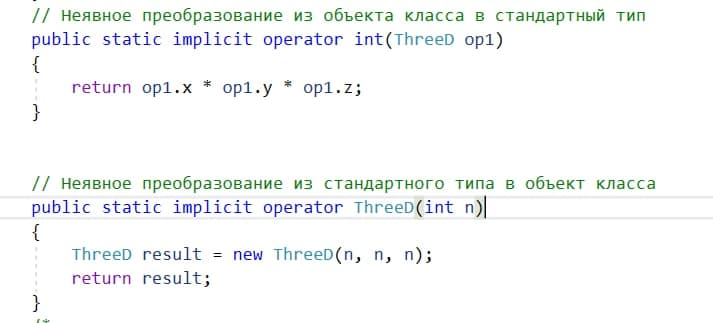 // Неявное преобразование из объекта класса в стандартный тип
public static implicit operator int(ThreeD op1)
{
return op1.x * op1.y * op1.z;
}
// Неявное преобразование из стандартного типа в объект класса
public static implicit operator ThreeD(int n)
{
ThreeD result = new ThreeD(n, n, n);
return result;
}
/*